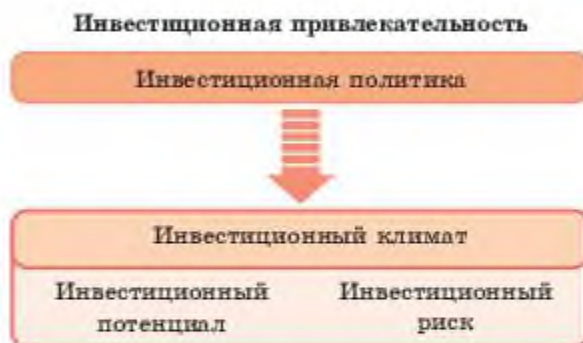 Инвестиционная привлекательность
Инвестиционная политика
Инвестиционный климат
Инвестиционный
потенциал
Инвестиционный
риск